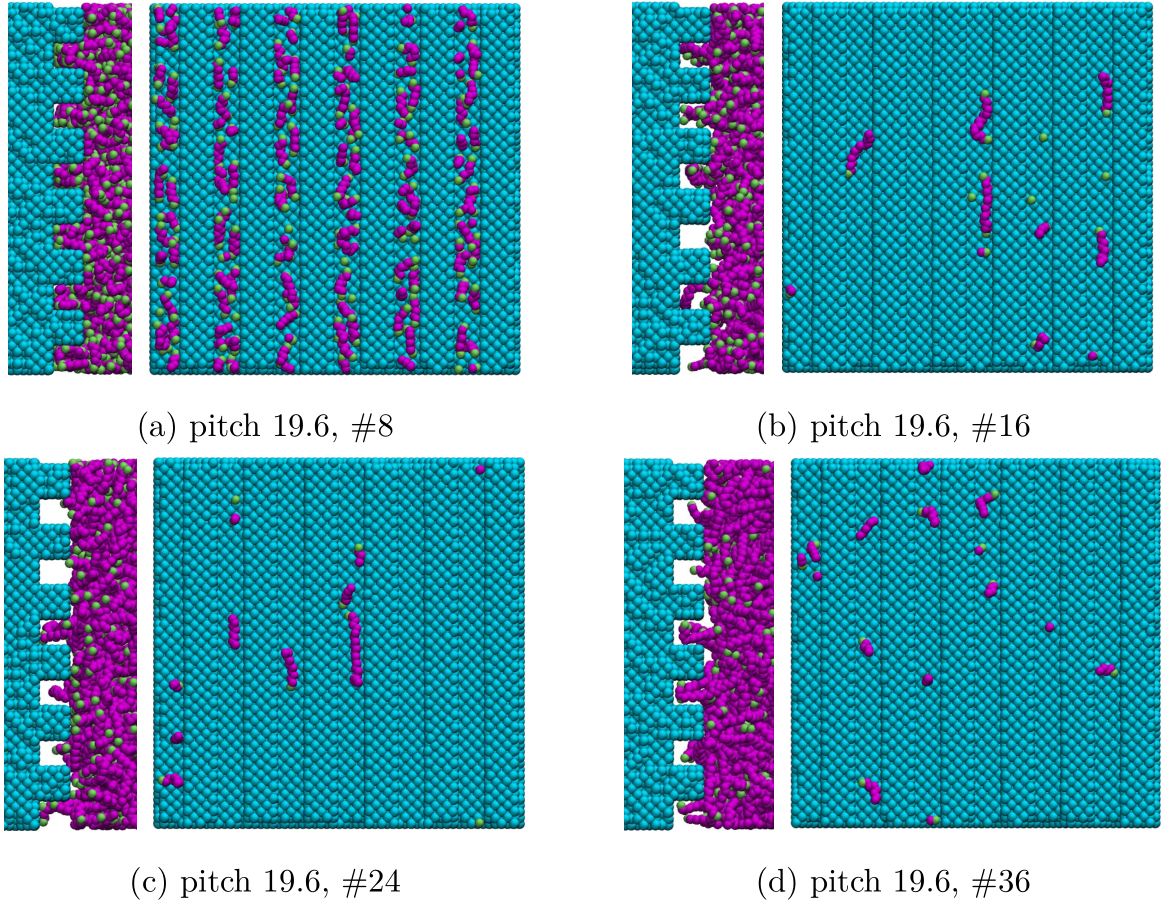 (a) pitch 19.6, #8
(b) pitch 19.6, #16
(c) pitch 19.6, #24
(d) pitch 19.6, #36